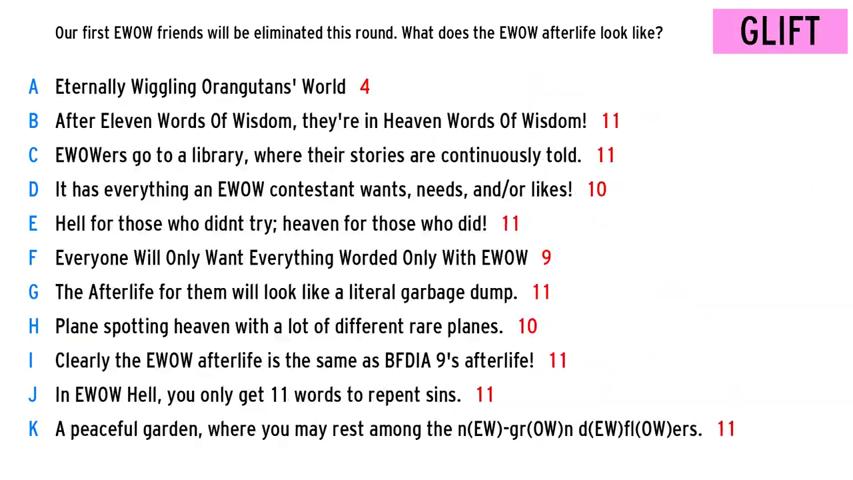 Our first EWOW friends will be eliminated this round. What does the EWOW afterlife look like?
GLIFT
A Eternally Wiggling Orangutans' World 4
B After Eleven Words Of Wisdom, they're in Heaven Words Of Wisdom! 11
C EWOWers go to a library, where their stories are continuously told. 11
D It has everything an EWOW contestant wants, needs, and/or likes! 10
E Hell for those who didnt try; heaven for those who did! 11
F Everyone Will Only Want Everything Worded Only With EWOW 9
G The Afterlife for them will look like a literal garbage dump. 11
H Plane spotting heaven with a lot of different rare planes. 10
I Clearly the EWOW afterlife is the same as BFDIA 9's afterlife! 11
J In EWOW Hell, you only get 11 words to repent sins. 11
K A peaceful garden, where you may rest among the n(EW)-gr(OW)n d(EW)fl(OW)ers. 11